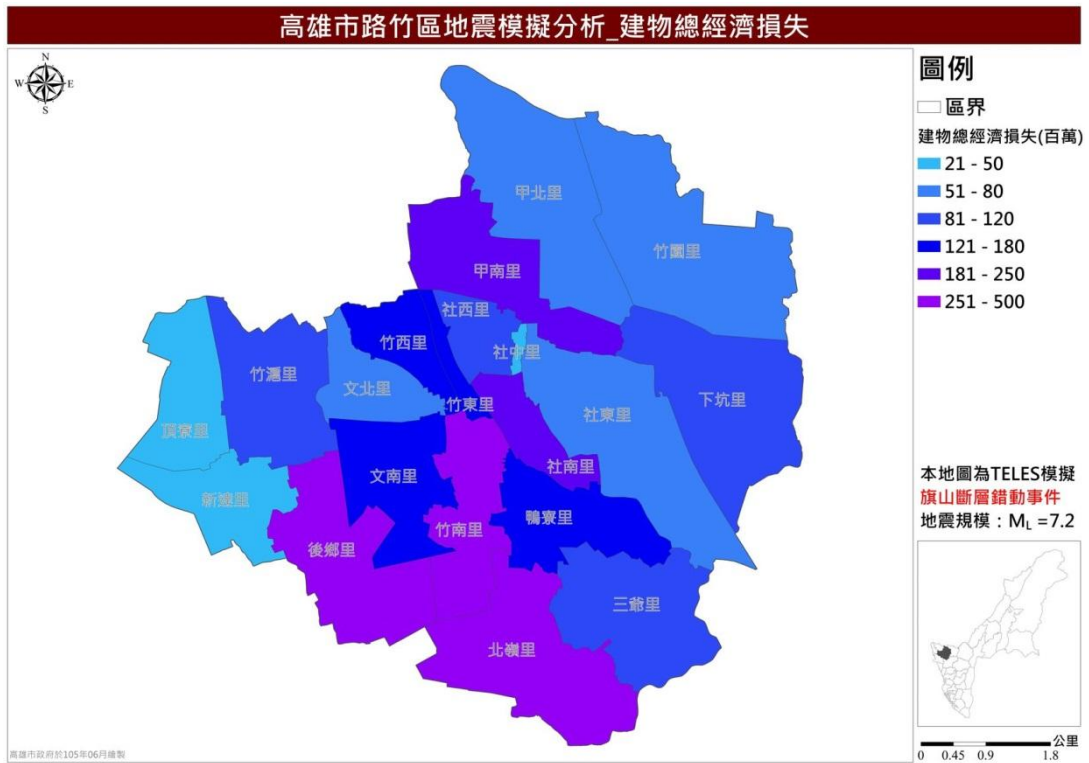 高雄市路竹區地震模擬分析_建物總經濟損失
N
W E
S
圖例
區界
建物總經濟損失(百萬)
21 - 50
51 - 80
81 - 120
121 - 180
181 - 250
251 - 500
甲北里
竹園里
甲南里
社西里
竹西里
社中里
竹滬里
文北里
竹東里
下坑里
社東里
頂寮里
社南里
文南里
新達里
鴨寮里
竹南里
後鄉里
三爺里
北嶺里
本地圖為TELES模擬
旗山斷層錯動事件
地震規模：ML =7.2
公里
0 0.45 0.9 1.8
高雄市政府於105年06月繪製